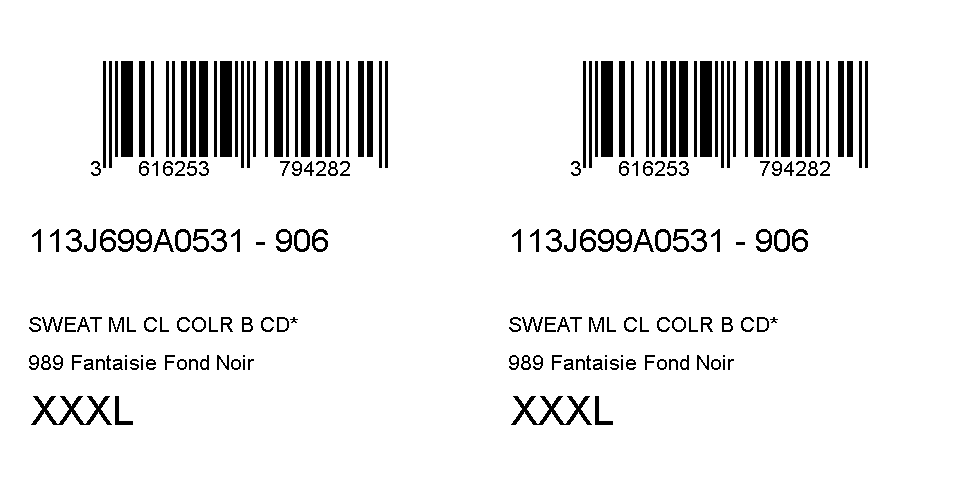 3 616253 794282 3 616253 794282
113J699A0531 - 906 113J699A0531 - 906
SWEAT ML CL COLR B CD* SWEAT ML CL COLR B CD*
989 Fantaisie Fond Noir 989 Fantaisie Fond Noir
XXXL XXXL